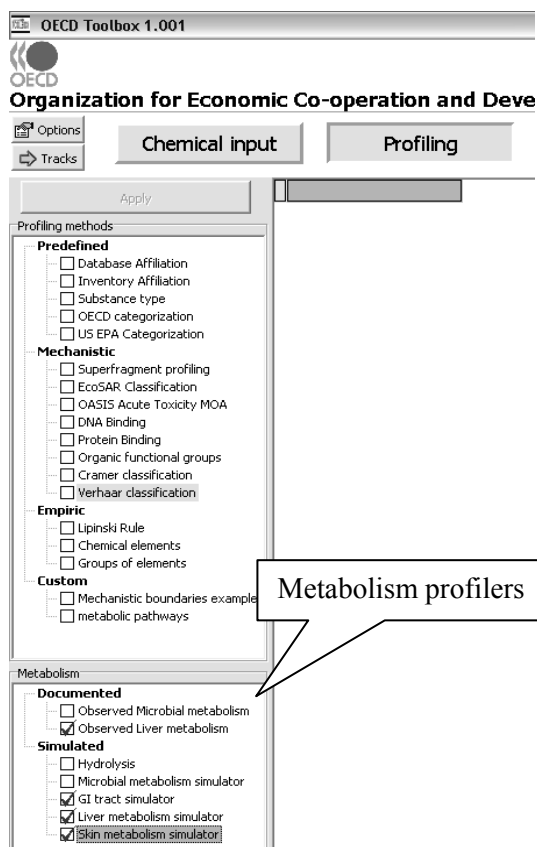 OECD Toolbox 1.001
OECD
Organization for Economic Co-operation and Deve
Options
Tracks
Chemical input
Profiling
Apply
Profiling methods
Predefined
Database Affiliation
Inventory Affiliation
Substance type
OECD categorization
US EPA Categorization
Mechanistic
Superfragment profiling
EcoSAR Classification
OASIS Acute Toxicity MOA
DNA Binding
Protein Binding
Organic functional groups
Cramer classification
Verhaar classification
Empiric
Lipinski Rule
Chemical elements
Groups of elements
Custom
Mechanistic boundaries example
metabolic pathways
Metabolism profilers
Metabolism
Documented
Observed Microbial metabolism
Observed Liver metabolism
Simulated
Hydrolysis
Microbial metabolism simulator
GI tract simulator
Liver metabolism simulator
Skin metabolism simulator